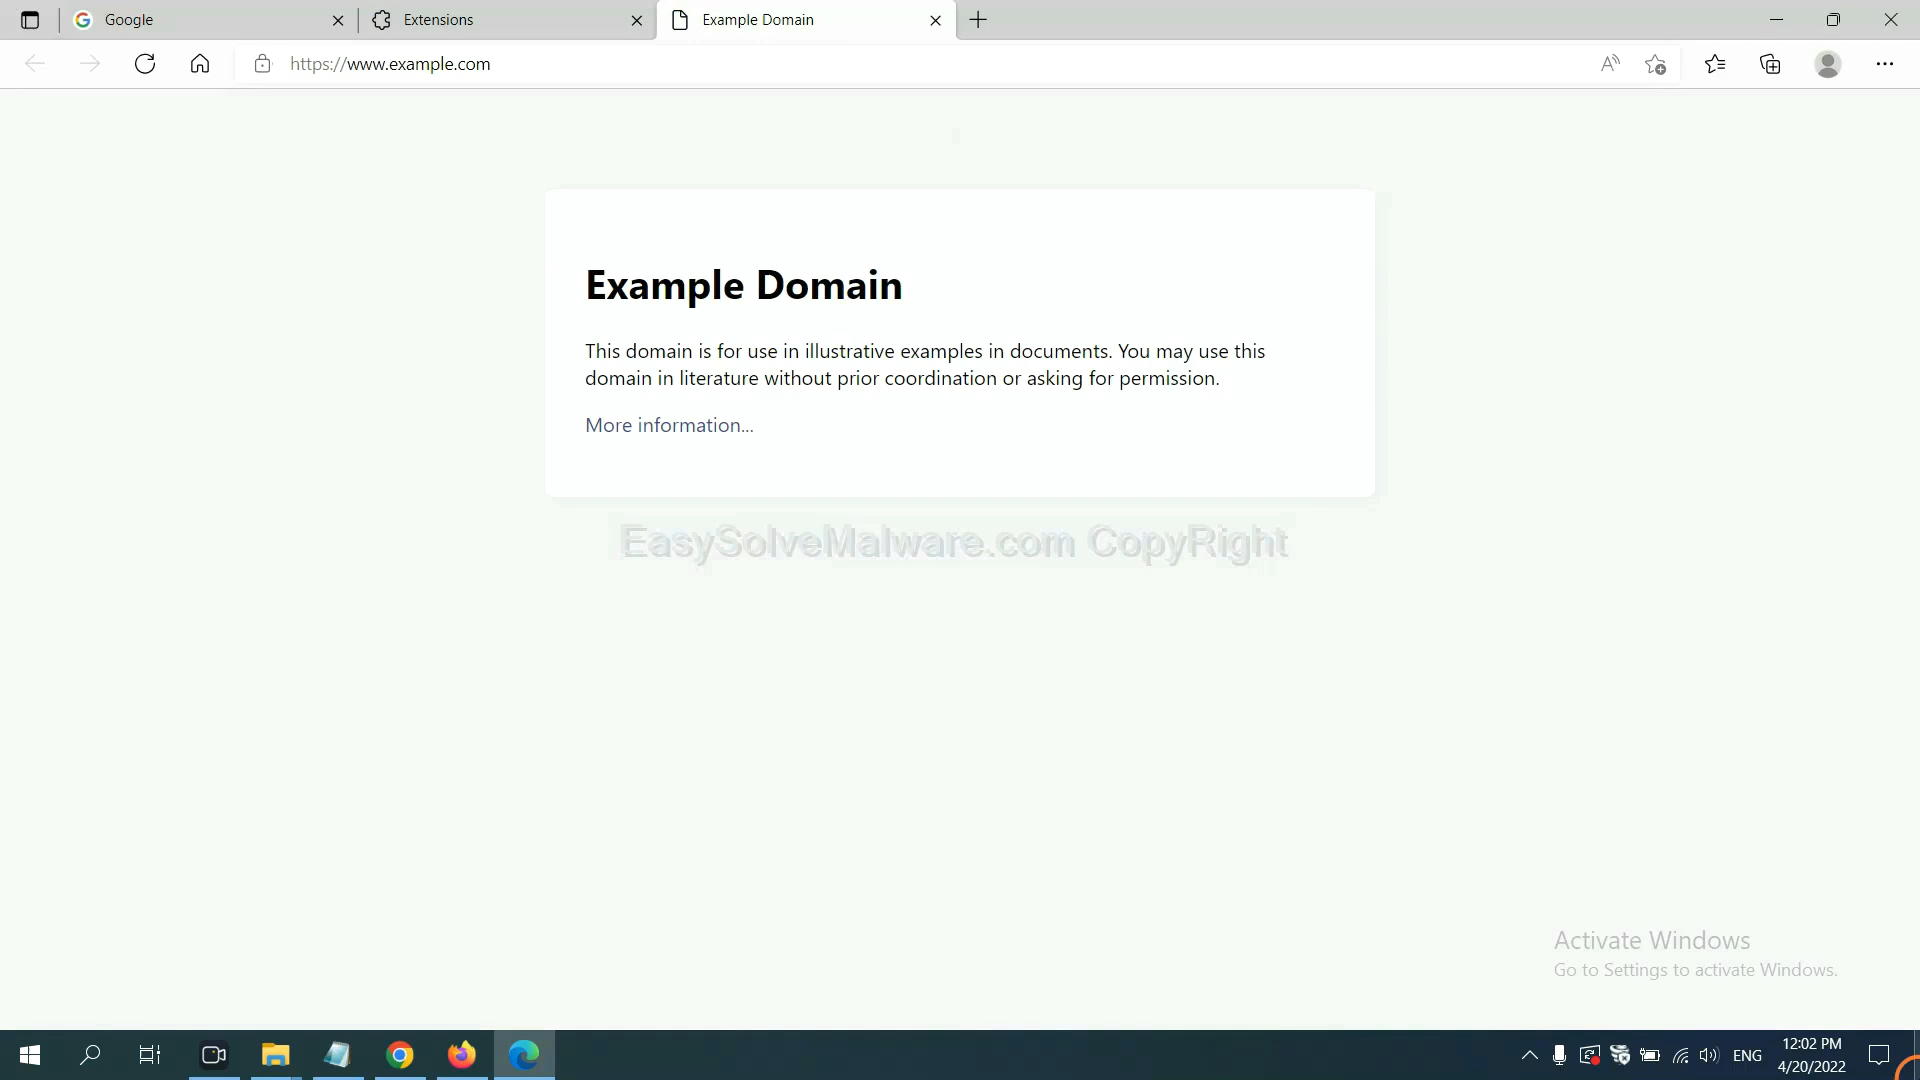 Google
Extensions
Example Domain
https://www.example.com
Example Domain
This domain is for use in illustrative examples in documents. You may use this
domain in literature without prior coordination or asking for permission.
More information...
EasySolveMalware.com CopyRight
Activate Windows
Go to Settings to activate Windows.
ENG
12:02 PM
4/20/2022